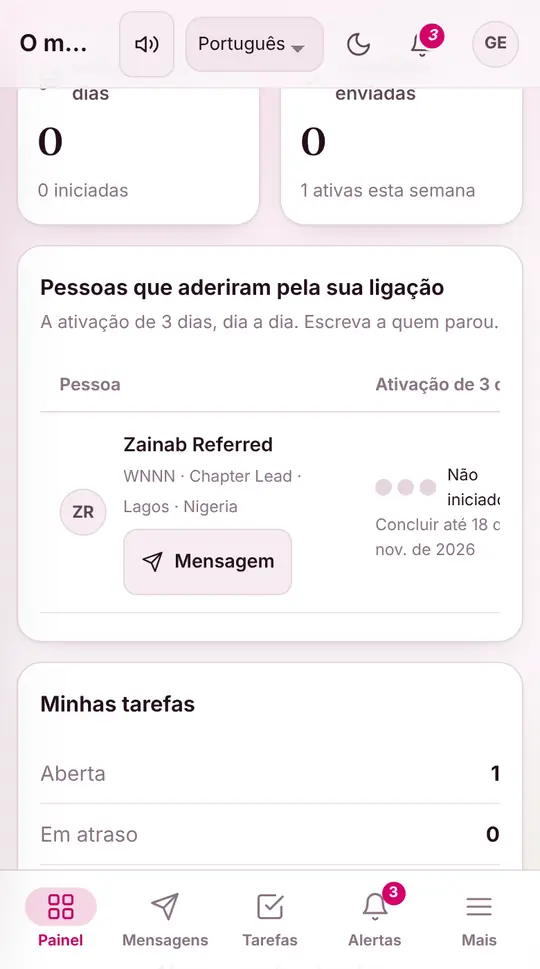 O m...
Português
3
GE
dias
enviadas
0
0
0 iniciadas
1 ativas esta semana
Pessoas que aderiram pela sua ligação
A ativação de 3 dias, dia a dia. Escreva a quem parou.
Pessoa
Ativação de 3 d
ZR
Zainab Referred
WNNN · Chapter Lead ·
Lagos · Nigeria
Mensagem
Não
iniciado
Concluir até 18 d
nov. de 2026
Minhas tarefas
Aberta
1
Em atraso
0
3
Painel
Mensagens
Tarefas
Alertas
Mais